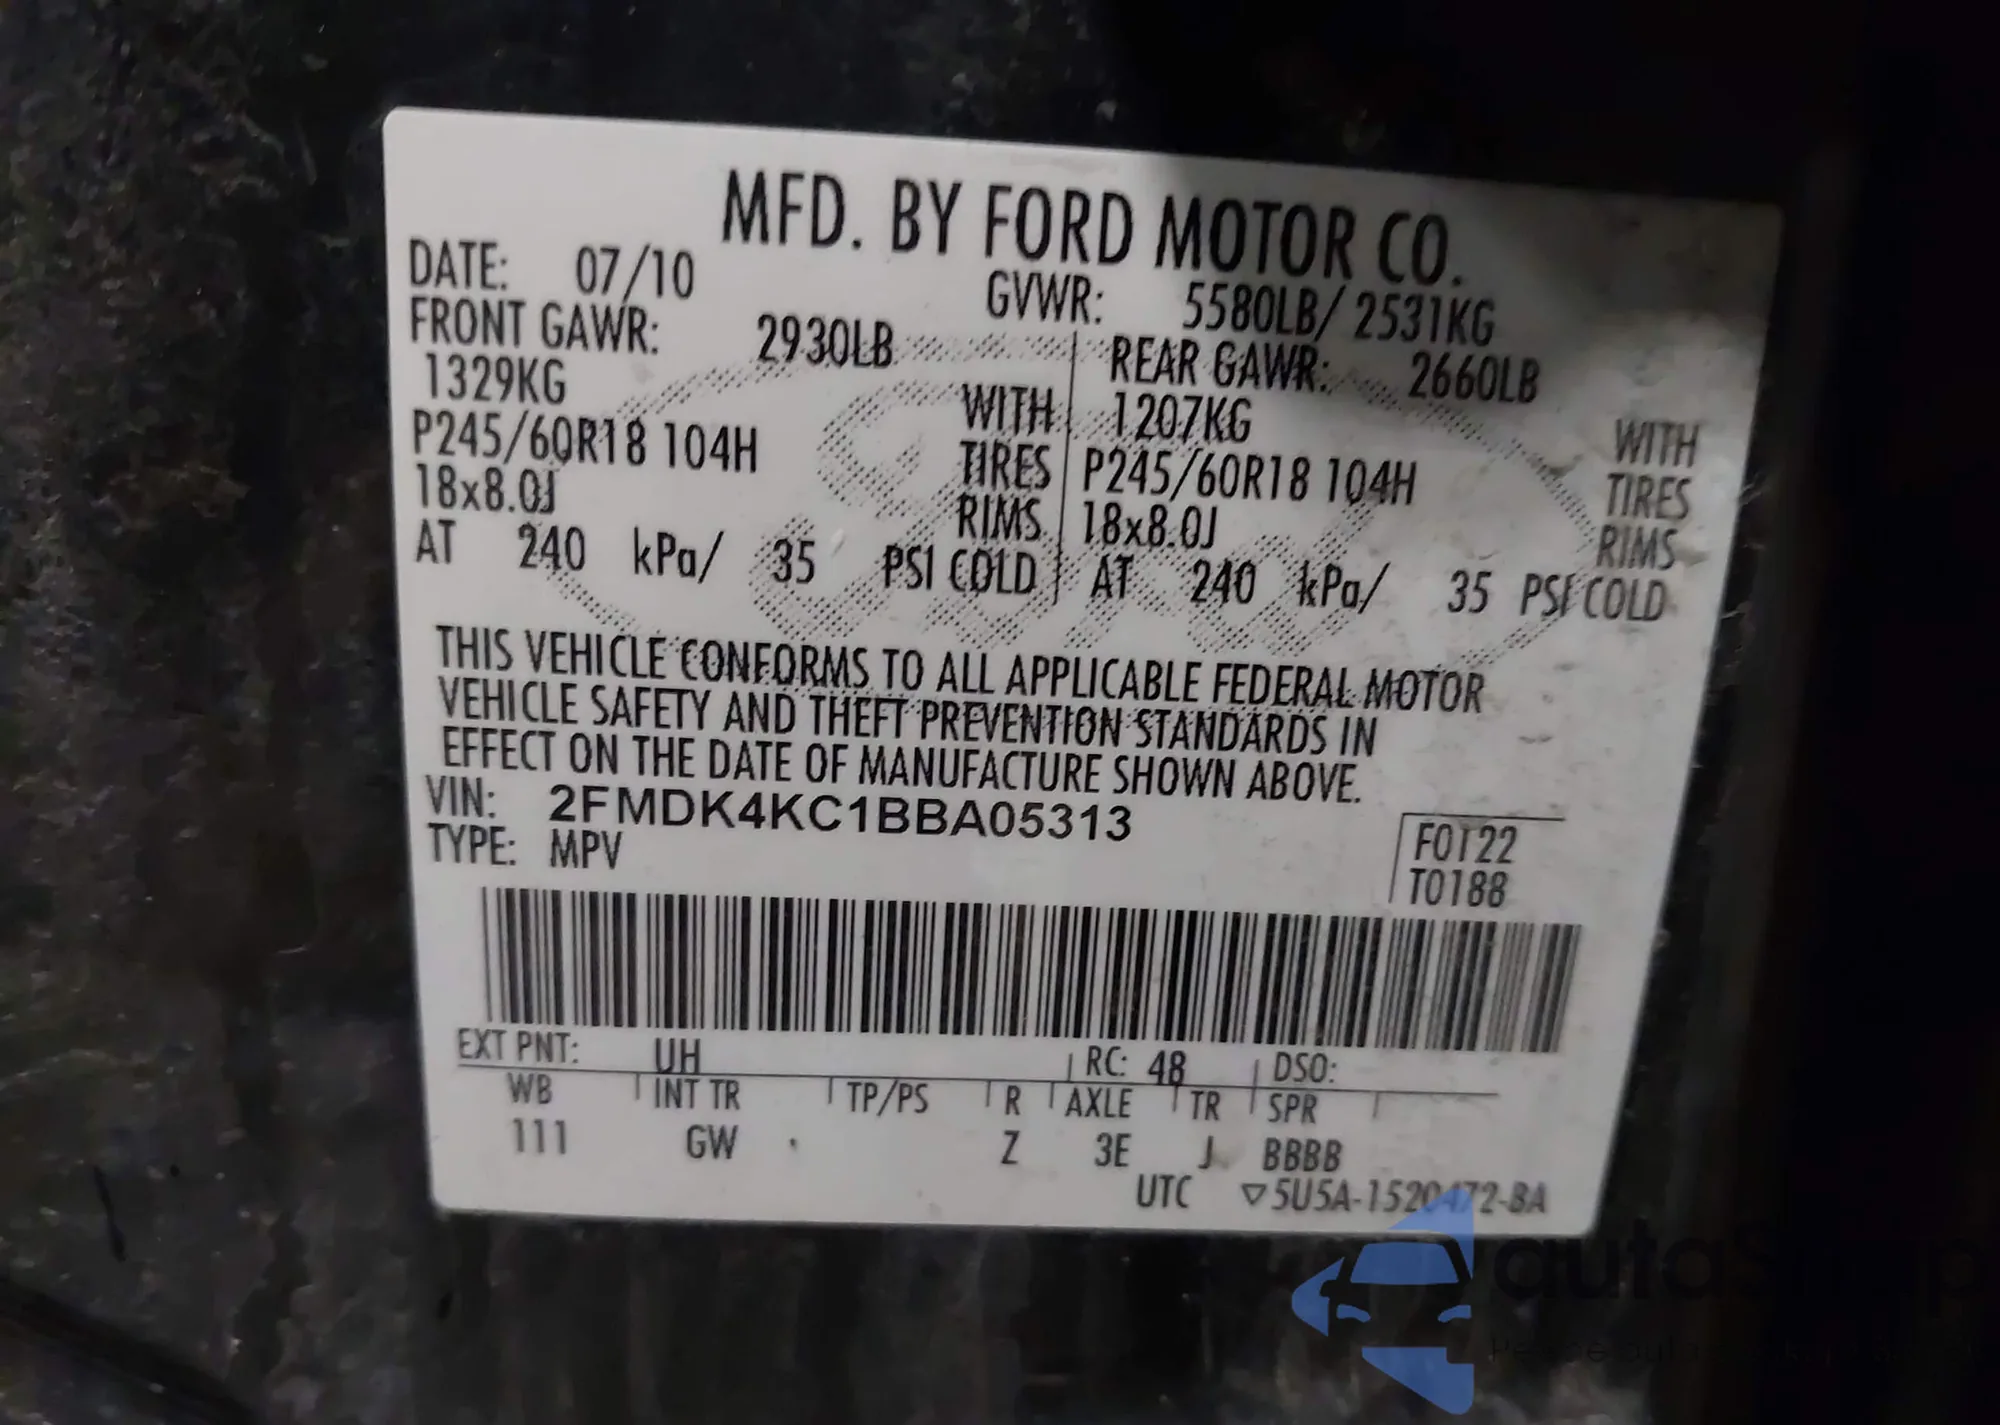 MFD. BY FORD MOTOR CO.
DATE: 07/10 GVWR: 5580LB/ 2531KG
FRONT GAWR: 2930LB REAR GAWR: 2660LB
1329KG WITH 1207KG WITH
P245/60R18 104H TIRES P245/60R18 104H TIRES
18x8.0J RIMS 18x8.0J RIMS
AT 240 kPa/ 35 PSI COLD AT 240 kPa/ 35 PSI COLD
THIS VEHICLE CONFORMS TO ALL APPLICABLE FEDERAL MOTOR
VEHICLE SAFETY AND THEFT PREVENTION STANDARDS IN
EFFECT ON THE DATE OF MANUFACTURE SHOWN ABOVE.
VIN: 2FMDK4KC1BBA05313
TYPE: MPV
F0T22
T0188
EXT PNT: UH RC: 48 DSO:
WB INT TR TP/PS R AXLE TR SPR
111 GW Z 3E J BBBB
UTC ▽5U5A-1520472-BA